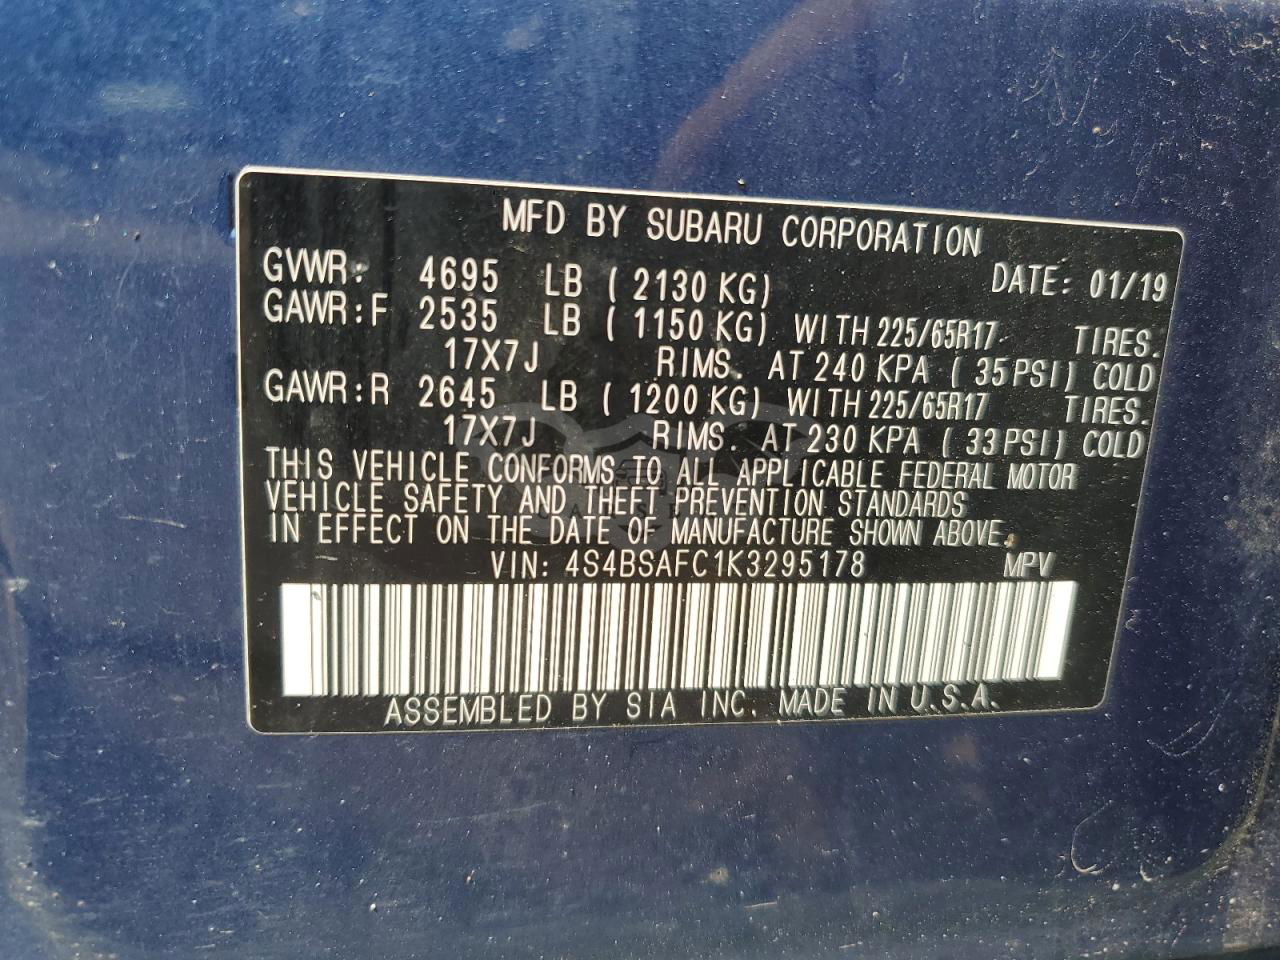 MFD BY SUBARU CORPORATION
GVWR: 4695 LB ( 2130 KG) DATE: 01/19
GAWR:F 2535 LB ( 1150 KG) WITH 225/65R17 TIRES.
17X7J RIMS. AT 240 KPA ( 35 PSI) COLD
GAWR:R 2645 LB ( 1200 KG) WITH 225/65R17 TIRES.
17X7J RIMS. AT 230 KPA ( 33 PSI) COLD
THIS VEHICLE CONFORMS TO ALL APPLICABLE FEDERAL MOTOR
VEHICLE SAFETY AND THEFT PREVENTION STANDARDS
IN EFFECT ON THE DATE OF MANUFACTURE SHOWN ABOVE.
VIN: 4S4BSAFC1K3295178 MPV
ASSEMBLED BY SIA INC. MADE IN U.S.A.